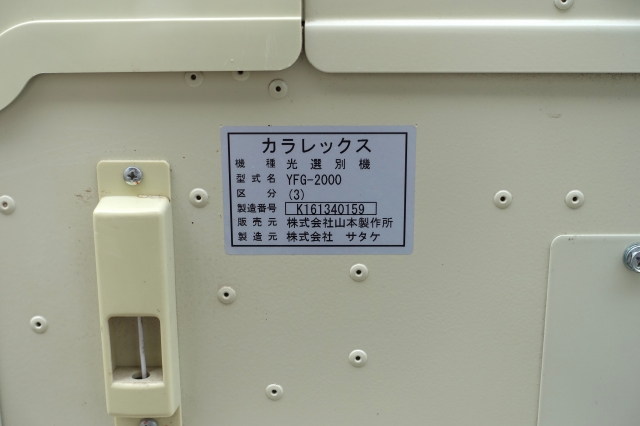 カラレックス
機種 光選別機
型式名 YFG-2000
区分 (3)
製造番号 K161340159
販売元 株式会社山本製作所
製造元 株式会社 サタケ